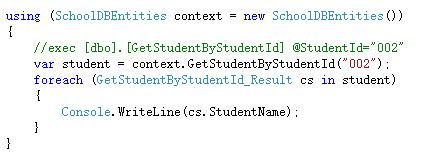 using (SchoolDBEntities context = new SchoolDBEntities())
{
//exec [dbo].[GetStudentByStudentId] @StudentId="002"
var student = context.GetStudentByStudentId("002");
foreach (GetStudentByStudentId_Result cs in student)
{
Console.WriteLine(cs.StudentName);
}
}